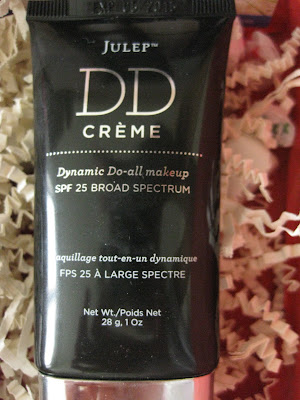 JULEP™
DD
CRÈME
Dynamic Do-all makeup
SPF 25 BROAD SPECTRUM
aquillage tout-en-un dynamique
FPS 25 À LARGE SPECTRE
Net Wt./Poids Net
28 g, 1 Oz